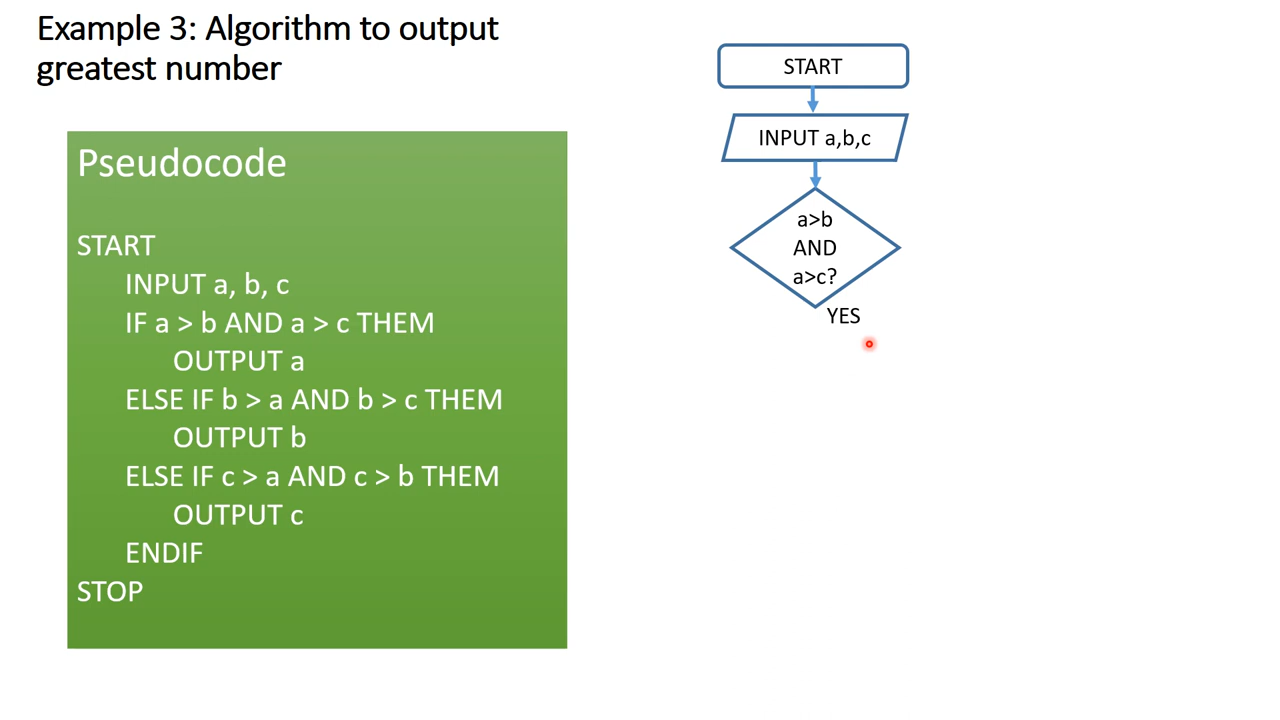 Example 3: Algorithm to output
greatest number
Pseudocode
START
INPUT a, b, c
IF a > b AND a > c THEM
OUTPUT a
ELSE IF b > a AND b > c THEM
OUTPUT b
ELSE IF c > a AND c > b THEM
OUTPUT c
ENDIF
STOP
START
INPUT a,b,c
a>b
AND
a>c?
YES